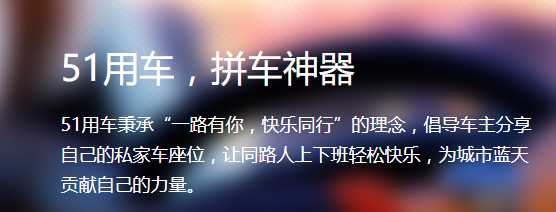 51用车，拼车神器
51用车秉承“一路有你，快乐同行”的理念，倡导车主分享
自己的私家车座位，让同路人上下班轻松快乐，为城市蓝天
贡献自己的力量。